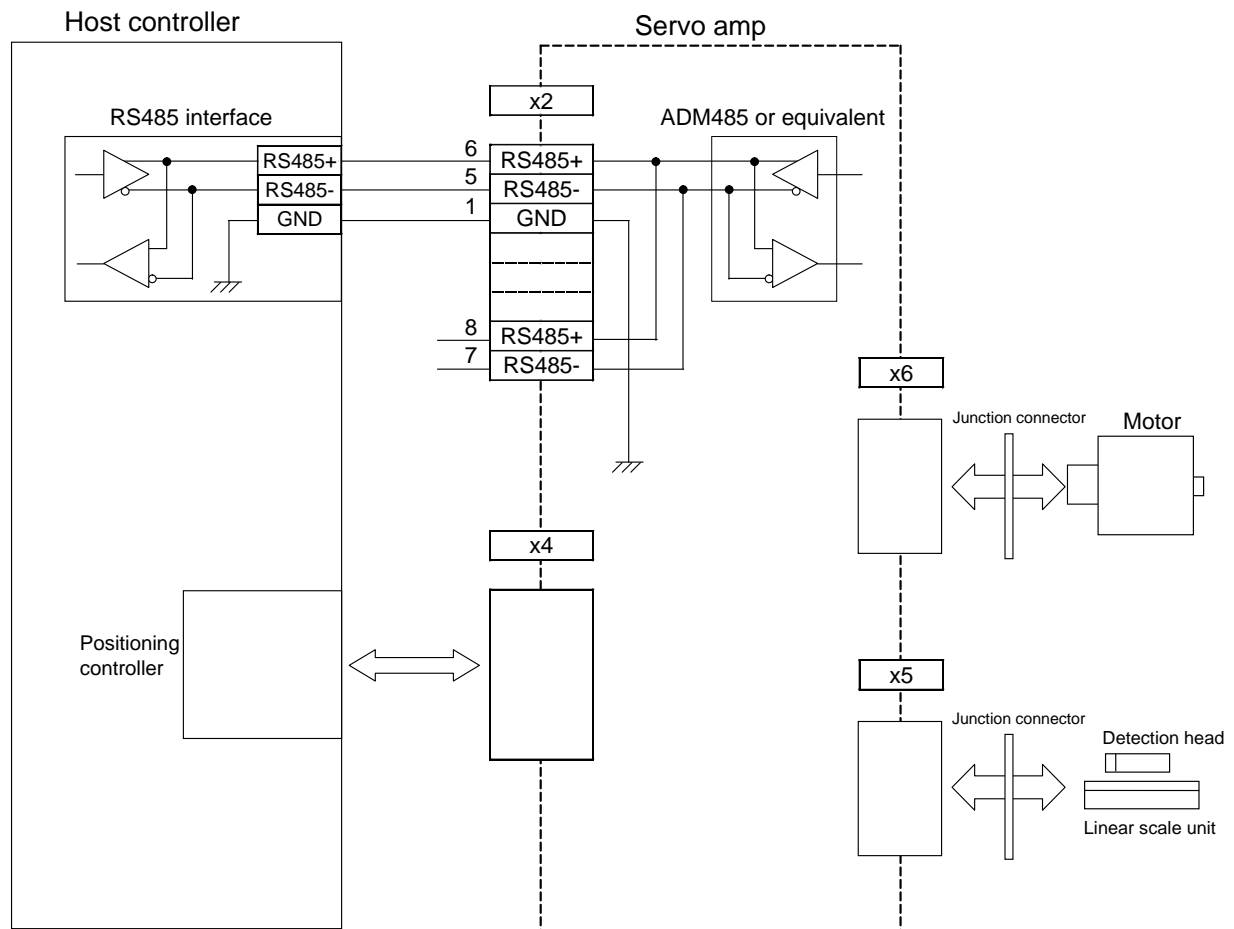 Host controller
Servo amp
x2
RS485 interface
ADM485 or equivalent
RS485+
6
RS485+
RS485-
5
RS485-
GND
1
GND
8
RS485+
7
RS485-
x6
Junction connector
Motor
x4
Positioning
controller
x5
Junction connector
Detection head
Linear scale unit